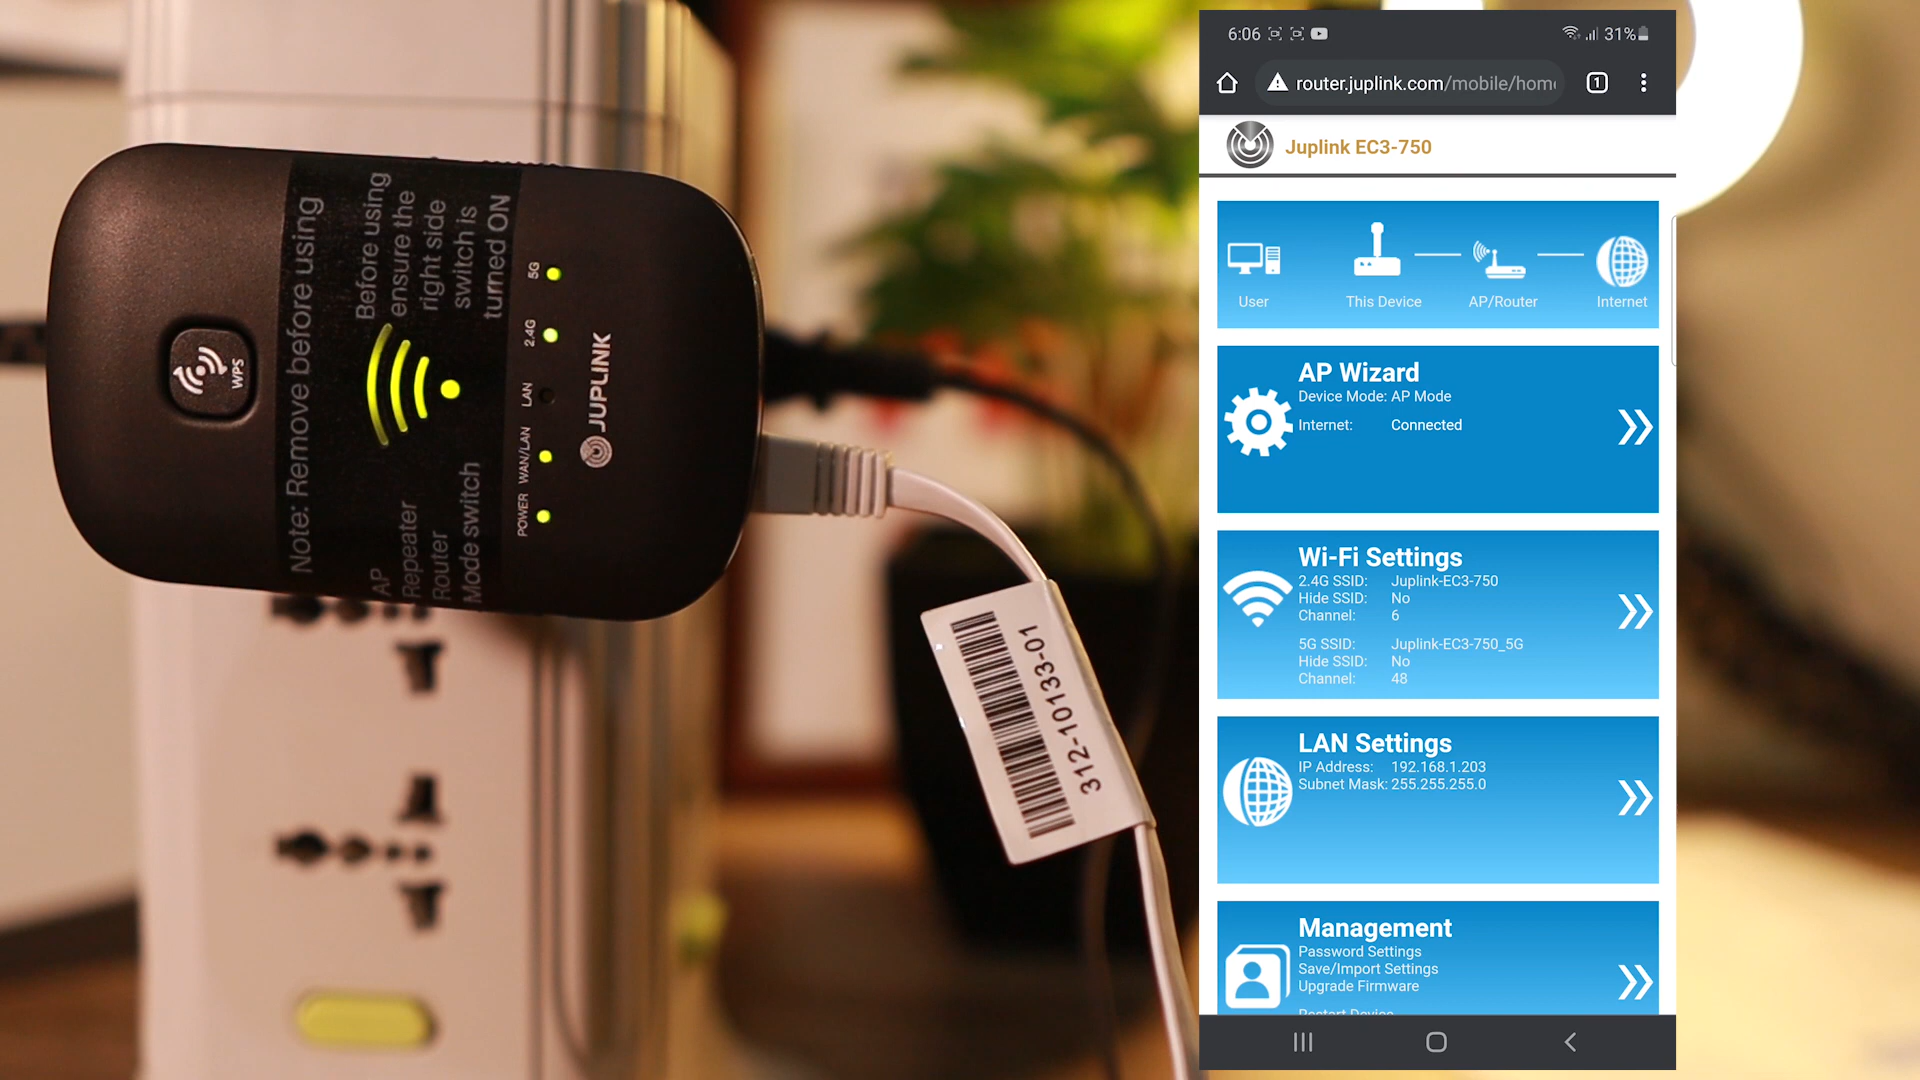 WPS
Note: Remove before using
Before using
ensure the
right side
switch is
turned ON
AP
Repeater
Router
Mode switch
POWER WAN/LAN LAN 2.4G 5G
JUPLINK
312-10133-01
6:06 31%
router.juplink.com/mobile/hom
1
Juplink EC3-750
User This Device AP/Router Internet
AP Wizard
Device Mode: AP Mode
Internet: Connected
Wi-Fi Settings
2.4G SSID: Juplink-EC3-750
Hide SSID: No
Channel: 6
5G SSID: Juplink-EC3-750_5G
Hide SSID: No
Channel: 48
LAN Settings
IP Address: 192.168.1.203
Subnet Mask: 255.255.255.0
Management
Password Settings
Save/Import Settings
Upgrade Firmware
Restart Device